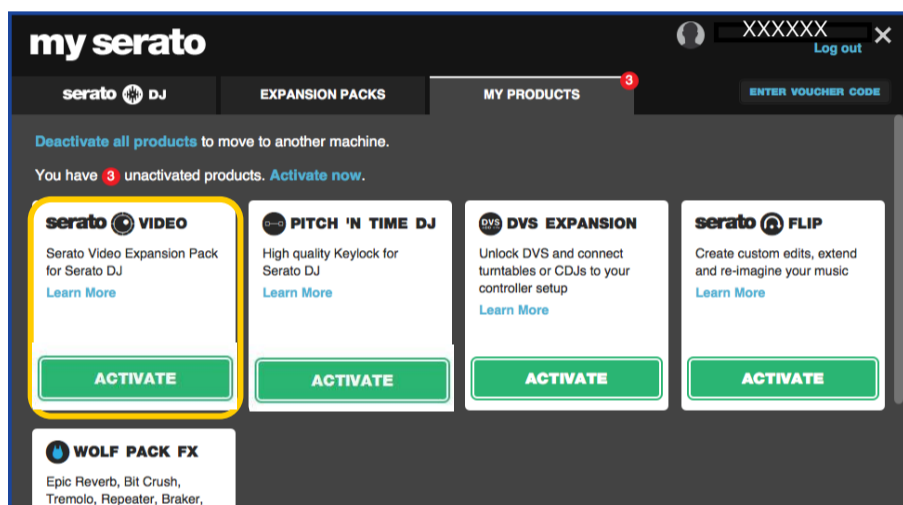 my serato
XXXXXX
Log out
serato DJ
EXPANSION PACKS
MY PRODUCTS
3
ENTER VOUCHER CODE
Deactivate all products to move to another machine.
You have 3 unactivated products. Activate now.
serato VIDEO
Serato Video Expansion Pack
for Serato DJ
Learn More
ACTIVATE
PITCH 'N TIME DJ
High quality Keylock for
Serato DJ
Learn More
ACTIVATE
DVS DVS EXPANSION
Unlock DVS and connect
turntables or CDJs to your
controller setup
Learn More
ACTIVATE
serato FLIP
Create custom edits, extend
and re-imagine your music
Learn More
ACTIVATE
WOLF PACK FX
Epic Reverb, Bit Crush,
Tremolo, Repeater, Braker,